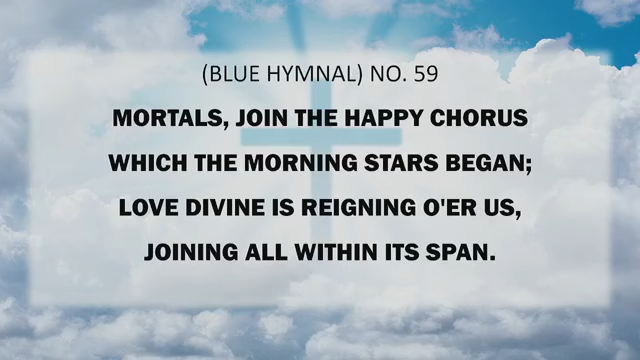 (BLUE HYMNAL) NO. 59
MORTALS, JOIN THE HAPPY CHORUS
WHICH THE MORNING STARS BEGAN;
LOVE DIVINE IS REIGNING O'ER US,
JOINING ALL WITHIN ITS SPAN.